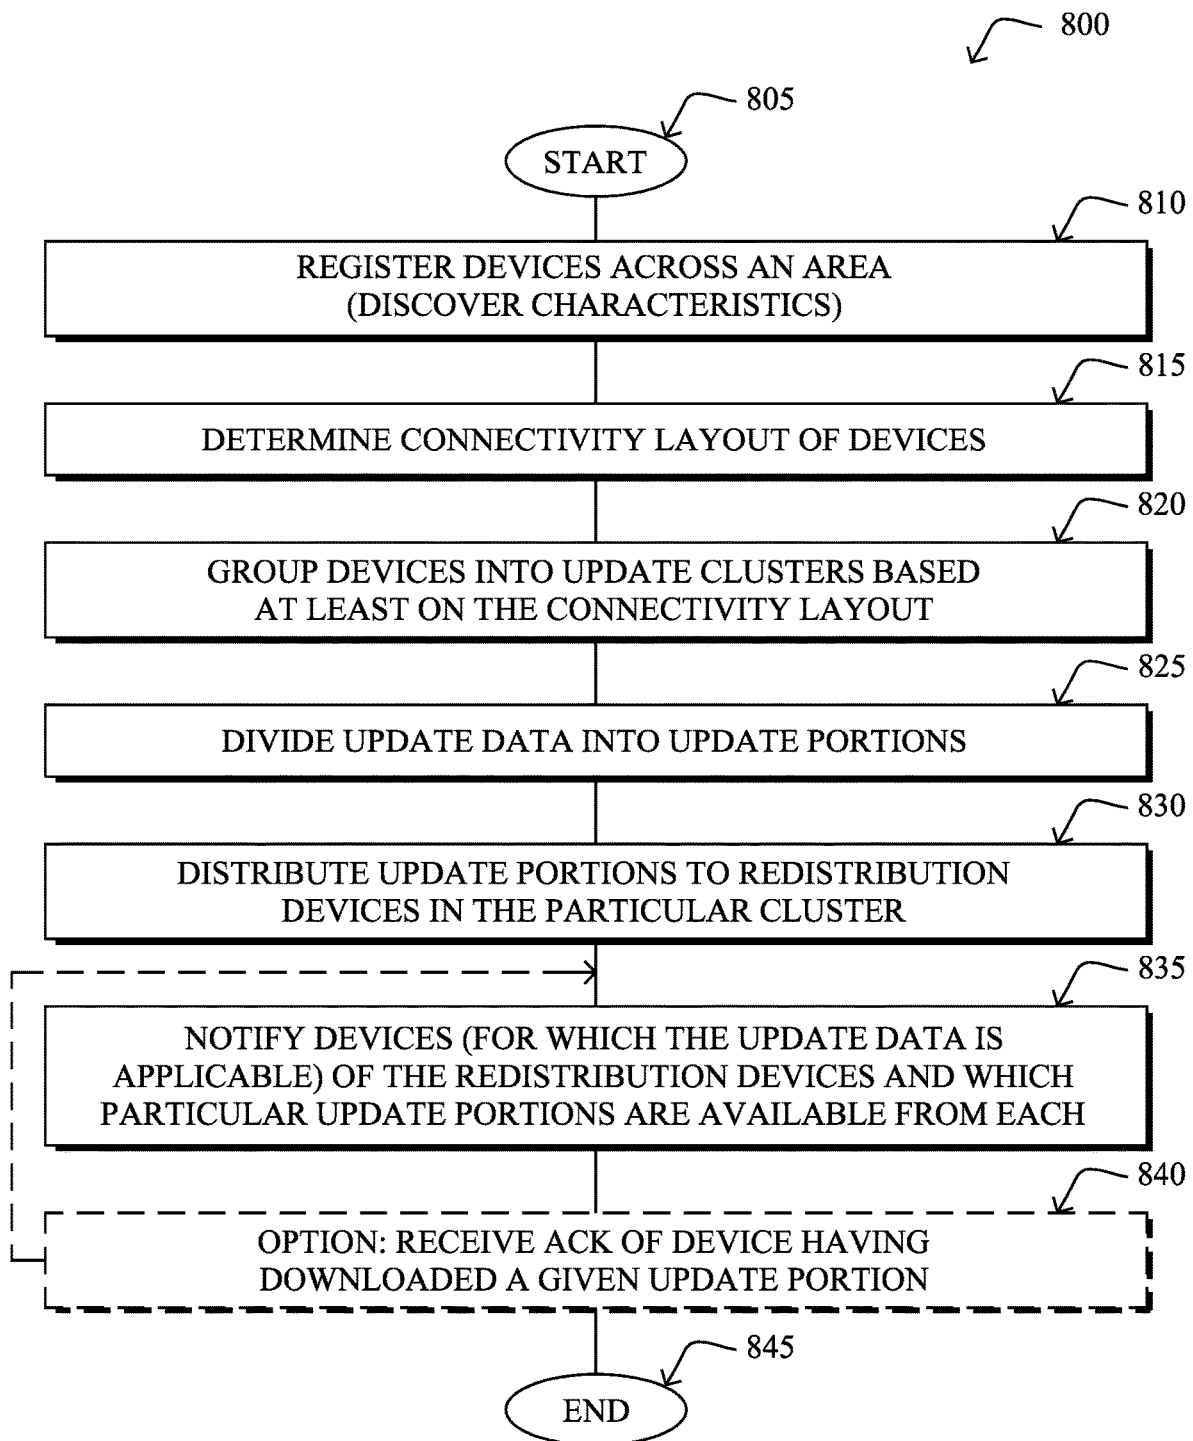 800
805
START
810
REGISTER DEVICES ACROSS AN AREA
(DISCOVER CHARACTERISTICS)
815
DETERMINE CONNECTIVITY LAYOUT OF DEVICES
820
GROUP DEVICES INTO UPDATE CLUSTERS BASED
AT LEAST ON THE CONNECTIVITY LAYOUT
825
DIVIDE UPDATE DATA INTO UPDATE PORTIONS
830
DISTRIBUTE UPDATE PORTIONS TO REDISTRIBUTION
DEVICES IN THE PARTICULAR CLUSTER
835
NOTIFY DEVICES (FOR WHICH THE UPDATE DATA IS
APPLICABLE) OF THE REDISTRIBUTION DEVICES AND WHICH
PARTICULAR UPDATE PORTIONS ARE AVAILABLE FROM EACH
840
OPTION: RECEIVE ACK OF DEVICE HAVING
DOWNLOADED A GIVEN UPDATE PORTION
845
END